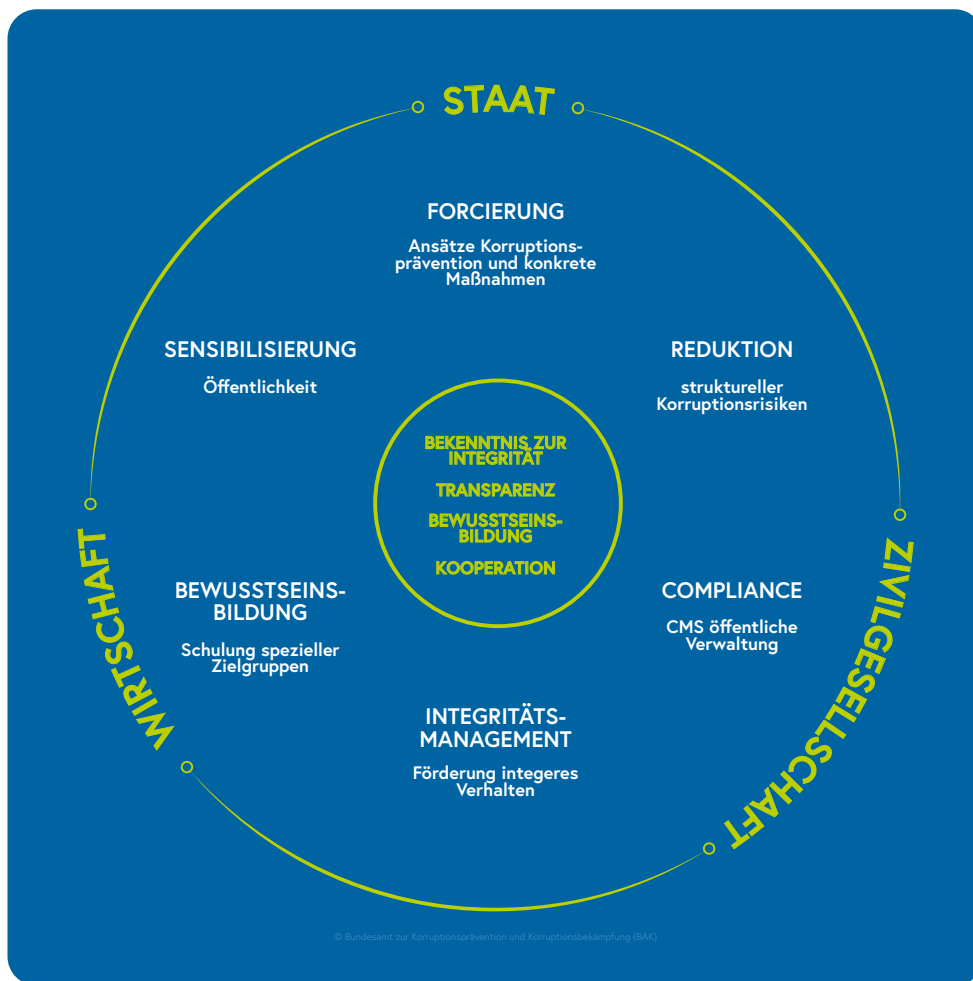 STAAT
FORCIERUNG
Ansätze Korruptions-
prävention und konkrete
Maßnahmen
SENSIBILISIERUNG
Öffentlichkeit
REDUKTION
struktureller
Korruptionsrisiken
BEKENNTNIS ZUR
INTEGRITÄT
TRANSPARENZ
BEWUSSTSEINS-
BILDUNG
KOOPERATION
WIRTSCHAFT
ZIVILGESELLSCHAFT
BEWUSSTSEINS-
BILDUNG
Schulung spezieller
Zielgruppen
COMPLIANCE
CMS öffentliche
Verwaltung
INTEGRITÄTS-
MANAGEMENT
Förderung integeres
Verhalten
© Bundesamt zur Korruptionsprävention und Korruptionsbekämpfung (BAK)